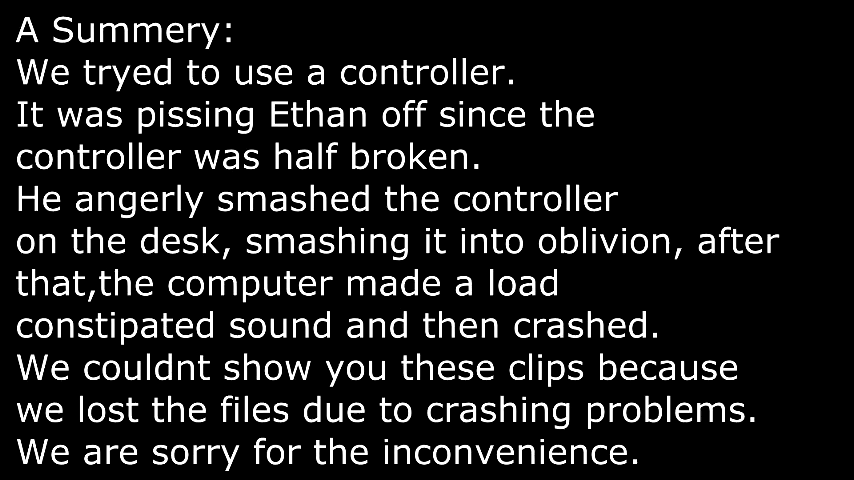 A Summery:
We tryed to use a controller.
It was pissing Ethan off since the
controller was half broken.
He angerly smashed the controller
on the desk, smashing it into oblivion, after
that,the computer made a load
constipated sound and then crashed.
We couldnt show you these clips because
we lost the files due to crashing problems.
We are sorry for the inconvenience.